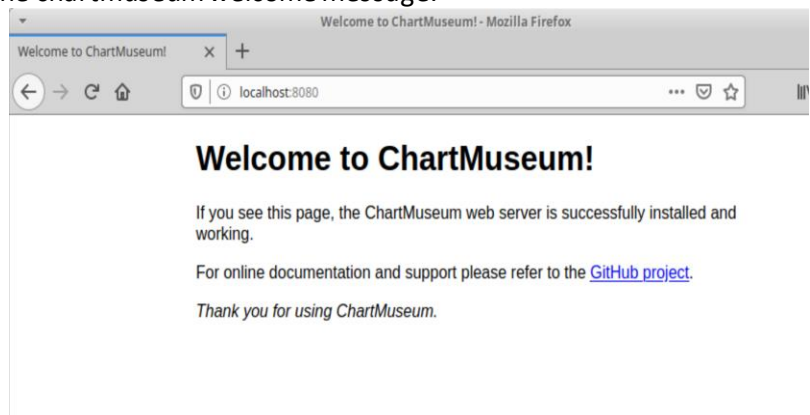 the chartmuseum welcome message.
Welcome to ChartMuseum! - Mozilla Firefox
Welcome to ChartMuseum!
localhost:8080
Welcome to ChartMuseum!
If you see this page, the ChartMuseum web server is successfully installed and
working.
For online documentation and support please refer to the GitHub project.
Thank you for using ChartMuseum.